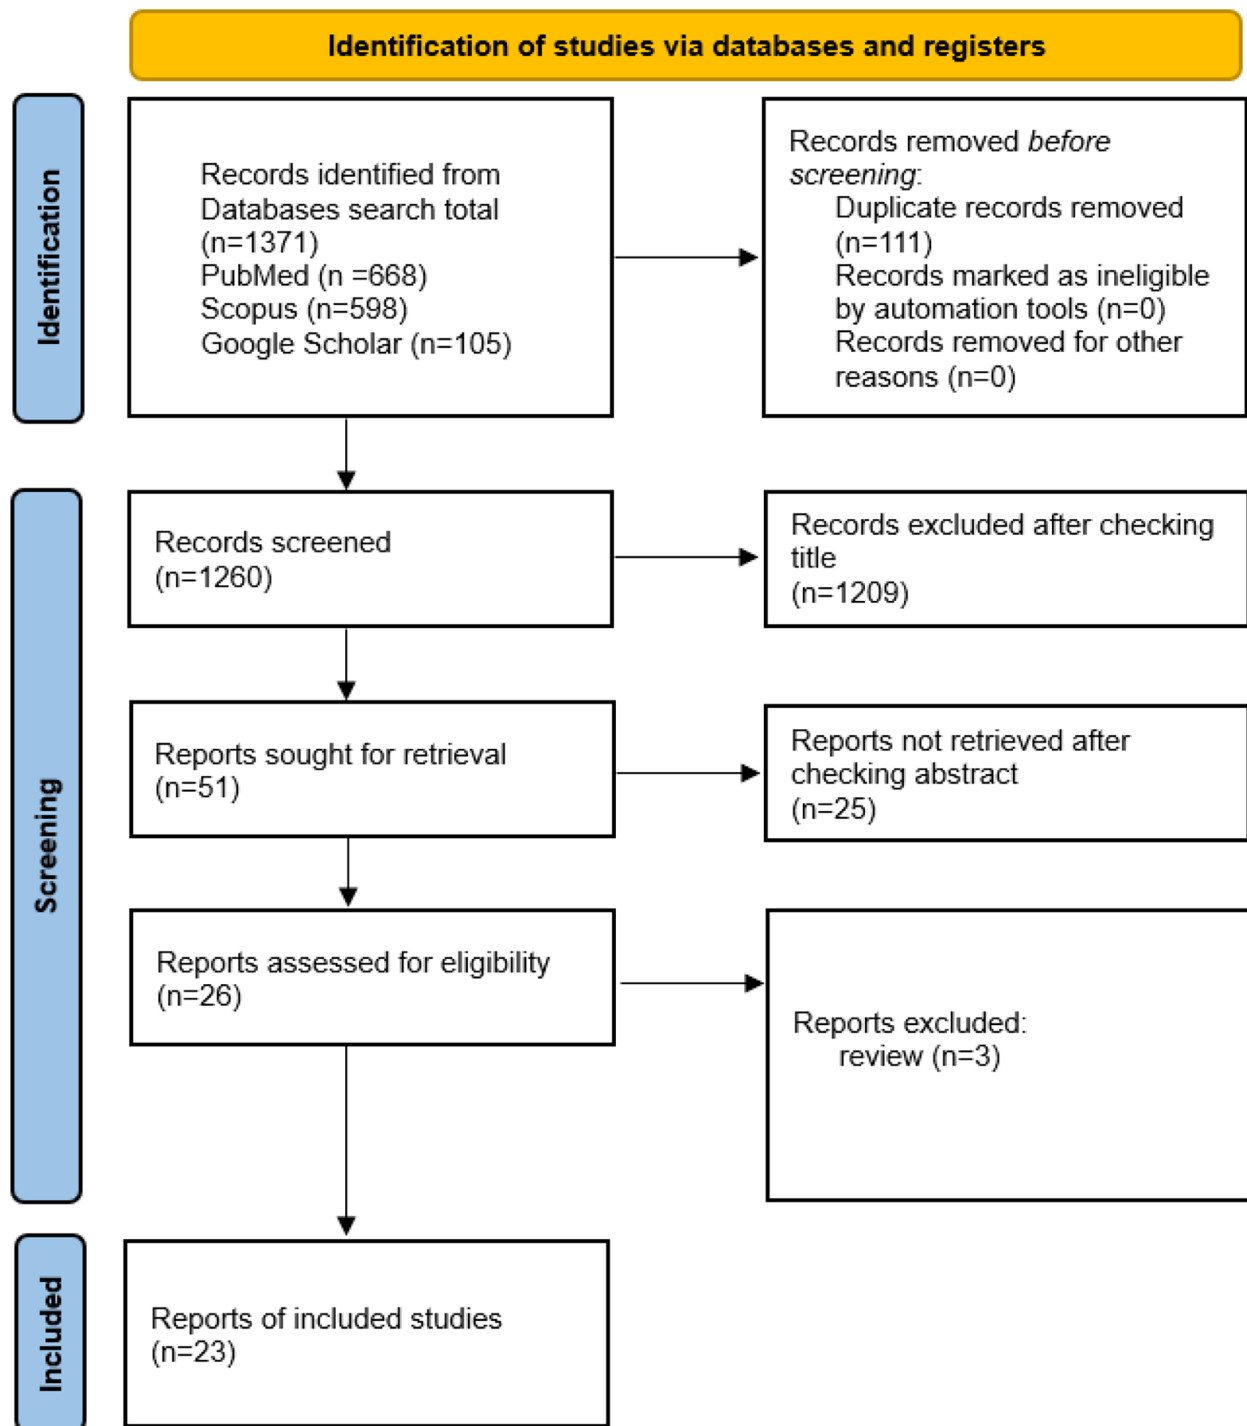 Identification of studies via databases and registers
Identification
Records identified from
Databases search total
(n=1371)
PubMed (n =668)
Scopus (n=598)
Google Scholar (n=105)
Records removed before
screening:
Duplicate records removed
(n=111)
Records marked as ineligible
by automation tools (n=0)
Records removed for other
reasons (n=0)
Screening
Records screened
(n=1260)
Records excluded after checking
title
(n=1209)
Reports sought for retrieval
(n=51)
Reports not retrieved after
checking abstract
(n=25)
Reports assessed for eligibility
(n=26)
Reports excluded:
review (n=3)
Included
Reports of included studies
(n=23)